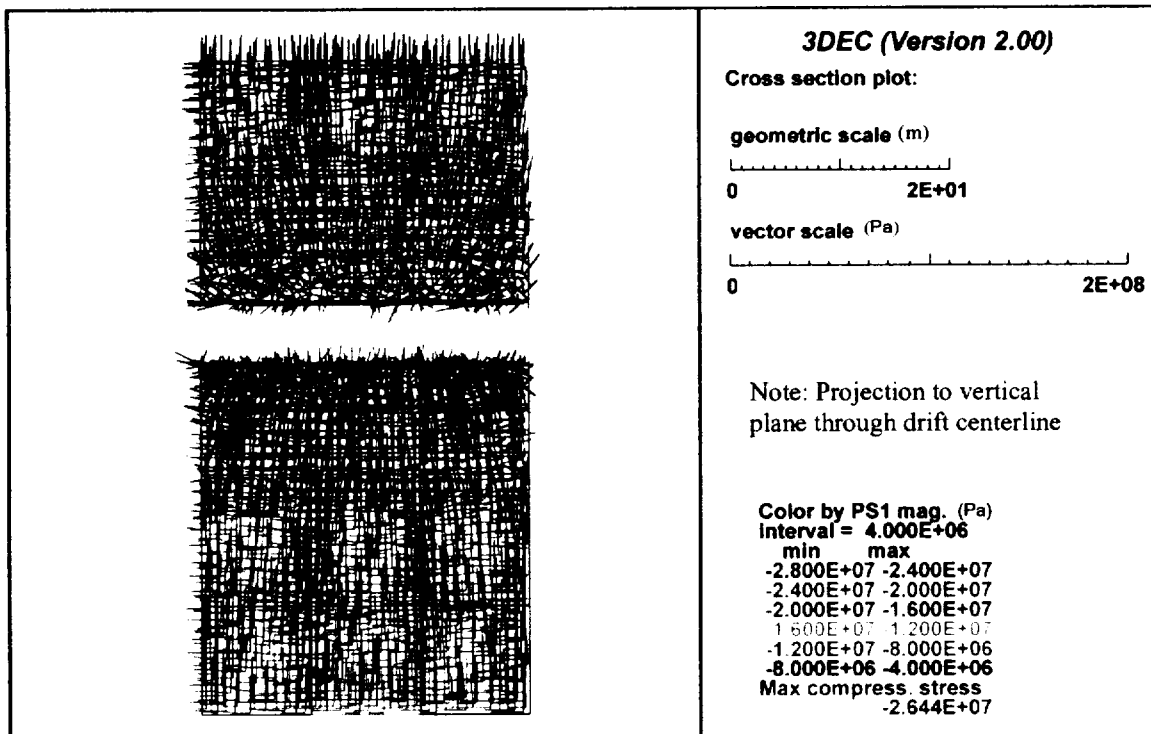 3DEC (Version 2.00)
Cross section plot:
geometric scale (m)
0 2E+01
vector scale (Pa)
0 2E+08
Note: Projection to vertical
plane through drift centerline
Color by PS1 mag. (Pa)
interval = 4.000E+06
min max
-2.800E+07 -2.400E+07
-2.400E+07 -2.000E+07
-2.000E+07 -1.600E+07
1.600E+07 -1.200E+07
-1.200E+07 -8.000E+06
-8.000E+06 -4.000E+06
Max compress. stress
-2.644E+07